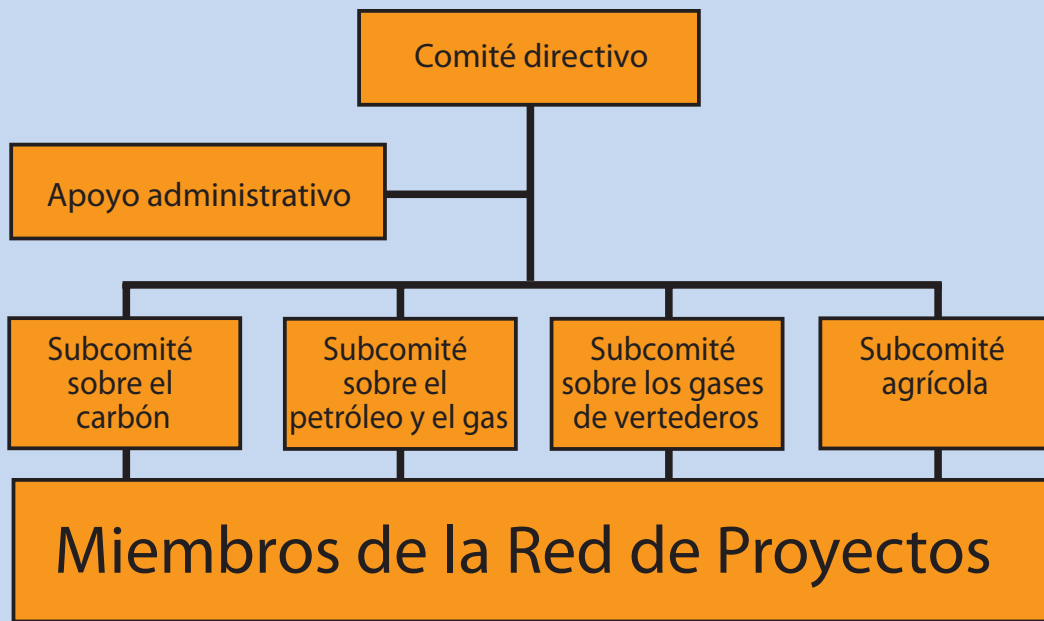 Comité directivo
Apoyo administrativo
Subcomité
sobre el
carbón
Subcomité
sobre el
petróleo y el gas
Subcomité
sobre los gases
de vertederos
Subcomité
agrícola
Miembros de la Red de Proyectos